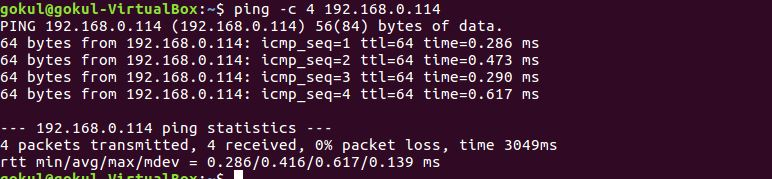 gokul@gokul-VirtualBox:~$ ping -c 4 192.168.0.114
PING 192.168.0.114 (192.168.0.114) 56(84) bytes of data.
64 bytes from 192.168.0.114: icmp_seq=1 ttl=64 time=0.286 ms
64 bytes from 192.168.0.114: icmp_seq=2 ttl=64 time=0.473 ms
64 bytes from 192.168.0.114: icmp_seq=3 ttl=64 time=0.290 ms
64 bytes from 192.168.0.114: icmp_seq=4 ttl=64 time=0.617 ms
--- 192.168.0.114 ping statistics ---
4 packets transmitted, 4 received, 0% packet loss, time 3049ms
rtt min/avg/max/mdev = 0.286/0.416/0.617/0.139 ms
gokul@gokul-VirtualBox:~$